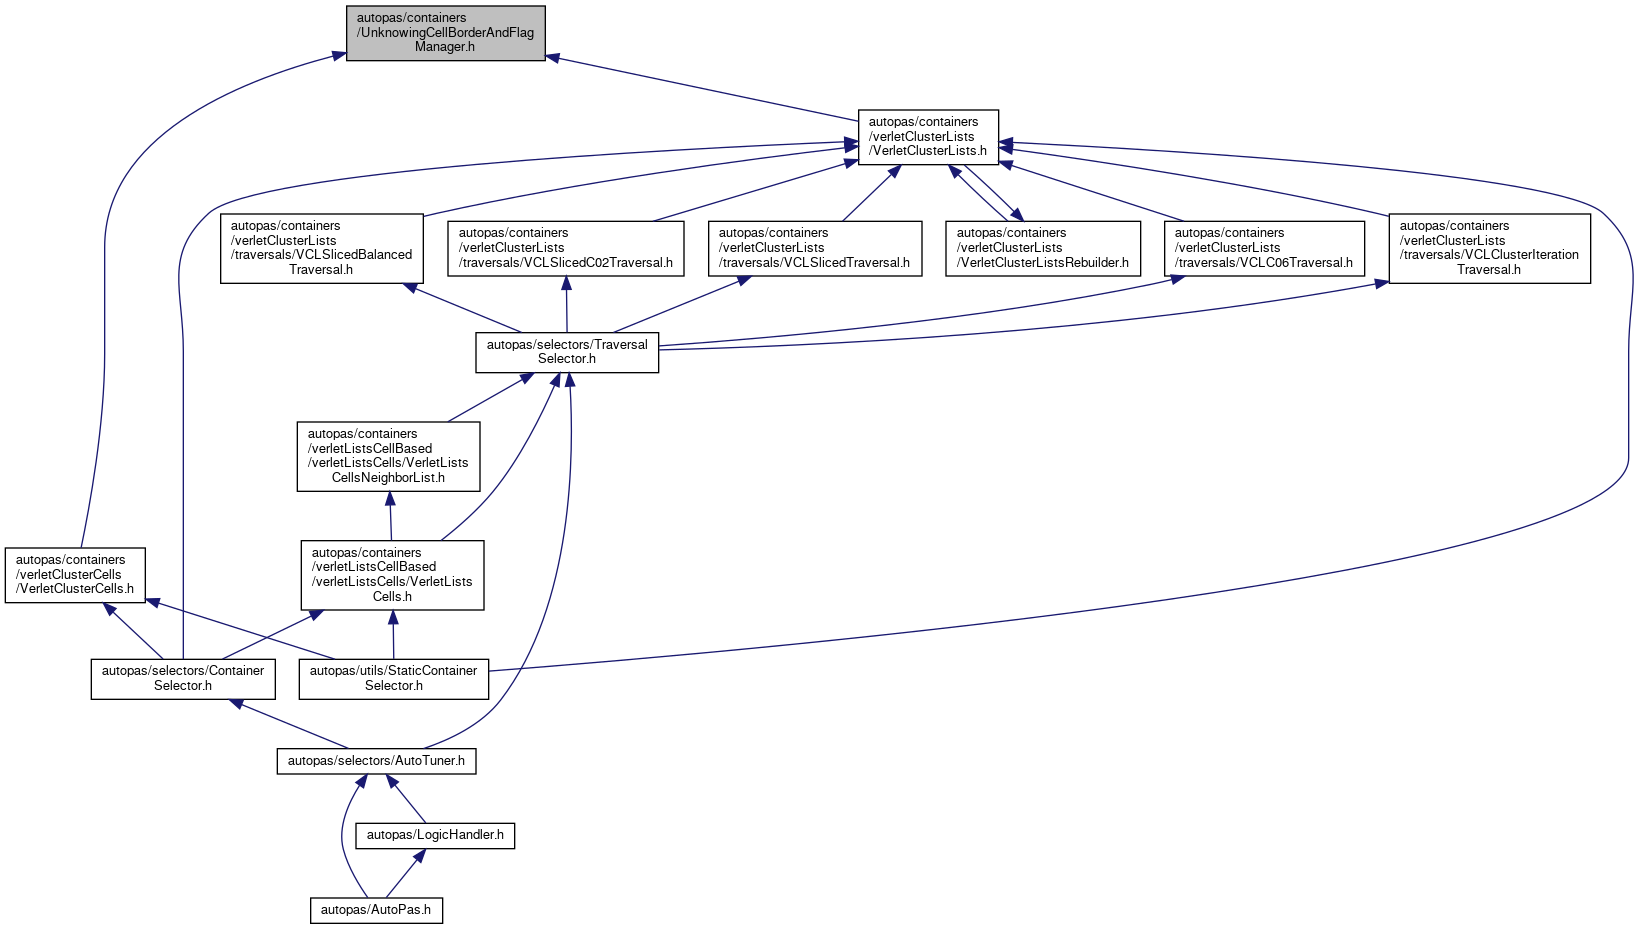 autopas/containers
/UnknowingCellBorderAndFlag
Manager.h
autopas/containers
/verletClusterLists
/VerletClusterLists.h
autopas/containers
/verletClusterLists
/traversals/VCLSlicedBalanced
Traversal.h
autopas/containers
/verletClusterLists
/traversals/VCLSlicedC02Traversal.h
autopas/containers
/verletClusterLists
/traversals/VCLSlicedTraversal.h
autopas/containers
/verletClusterLists
/VerletClusterListsRebuilder.h
autopas/containers
/verletClusterLists
/traversals/VCLC06Traversal.h
autopas/containers
/verletClusterLists
/traversals/VCLClusterIteration
Traversal.h
autopas/selectors/Traversal
Selector.h
autopas/containers
/verletListsCellBased
/verletListsCells/VerletLists
CellsNeighborList.h
autopas/containers
/verletClusterCells
/VerletClusterCells.h
autopas/containers
/verletListsCellBased
/verletListsCells/VerletLists
Cells.h
autopas/selectors/Container
Selector.h
autopas/utils/StaticContainer
Selector.h
autopas/selectors/AutoTuner.h
autopas/LogicHandler.h
autopas/AutoPas.h